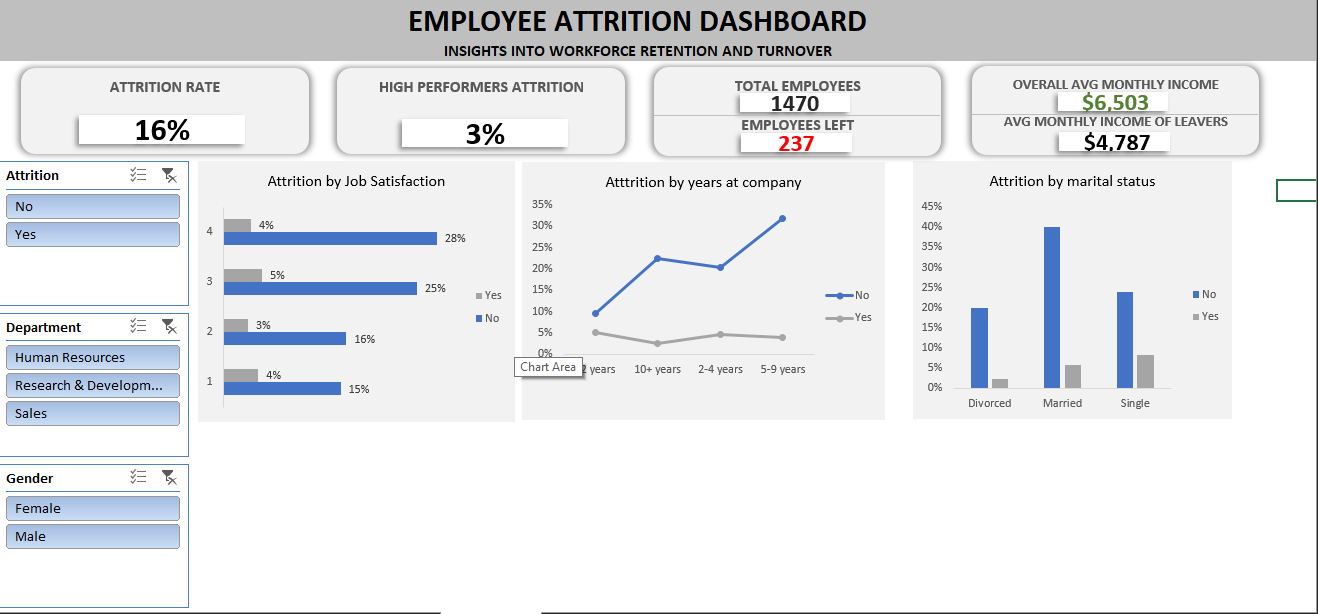 EMPLOYEE ATTRITION DASHBOARD
INSIGHTS INTO WORKFORCE RETENTION AND TURNOVER
ATTRITION RATE
16%
HIGH PERFORMERS ATTRITION
3%
TOTAL EMPLOYEES
1470
EMPLOYEES LEFT
237
OVERALL AVG MONTHLY INCOME
$6,503
AVG MONTHLY INCOME OF LEAVERS
$4,787
Attrition
No
Yes
Department
Human Resources
Research & Developm...
Sales
Gender
Female
Male
Attrition by Job Satisfaction
4
4%
28%
3
5%
25%
2
3%
16%
1
4%
15%
Yes
No
Atttrition by years at company
35%
30%
25%
20%
15%
10%
5%
0%
Chart Area
2 years
10+ years
2-4 years
5-9 years
No
Yes
Attrition by marital status
45%
40%
35%
30%
25%
20%
15%
10%
5%
0%
Divorced
Married
Single
No
Yes